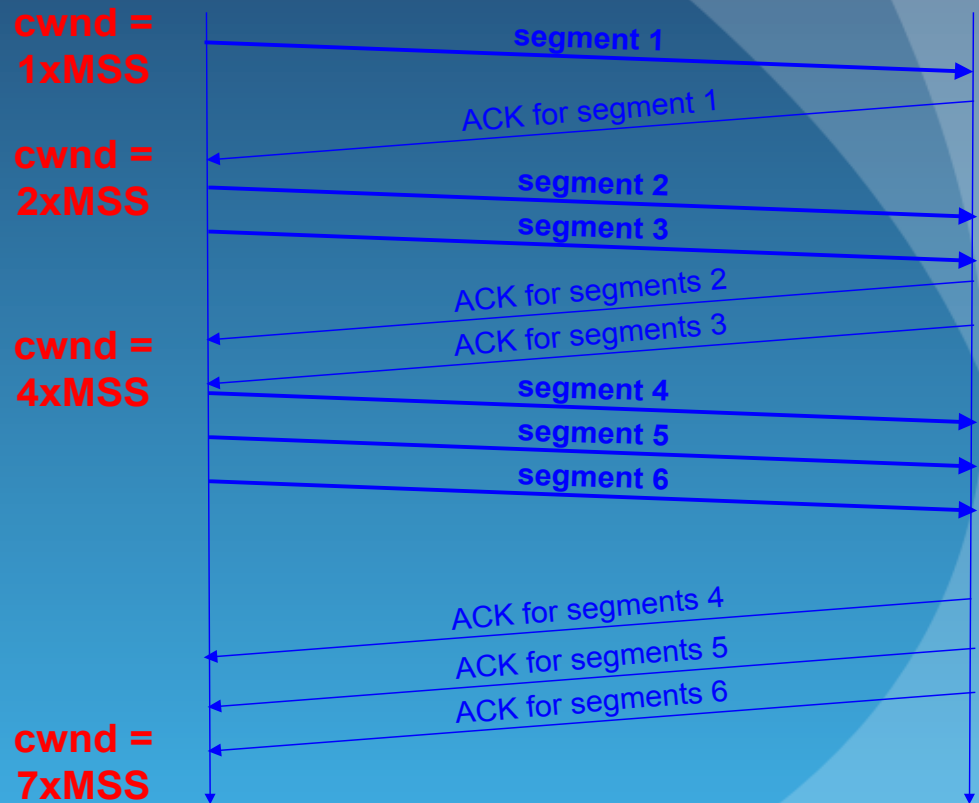 cwnd =
1xMSS
segment 1
ACK for segment 1
cwnd =
2xMSS
segment 2
segment 3
ACK for segments 2
ACK for segments 3
cwnd =
4xMSS
segment 4
segment 5
segment 6
ACK for segments 4
ACK for segments 5
ACK for segments 6
cwnd =
7xMSS